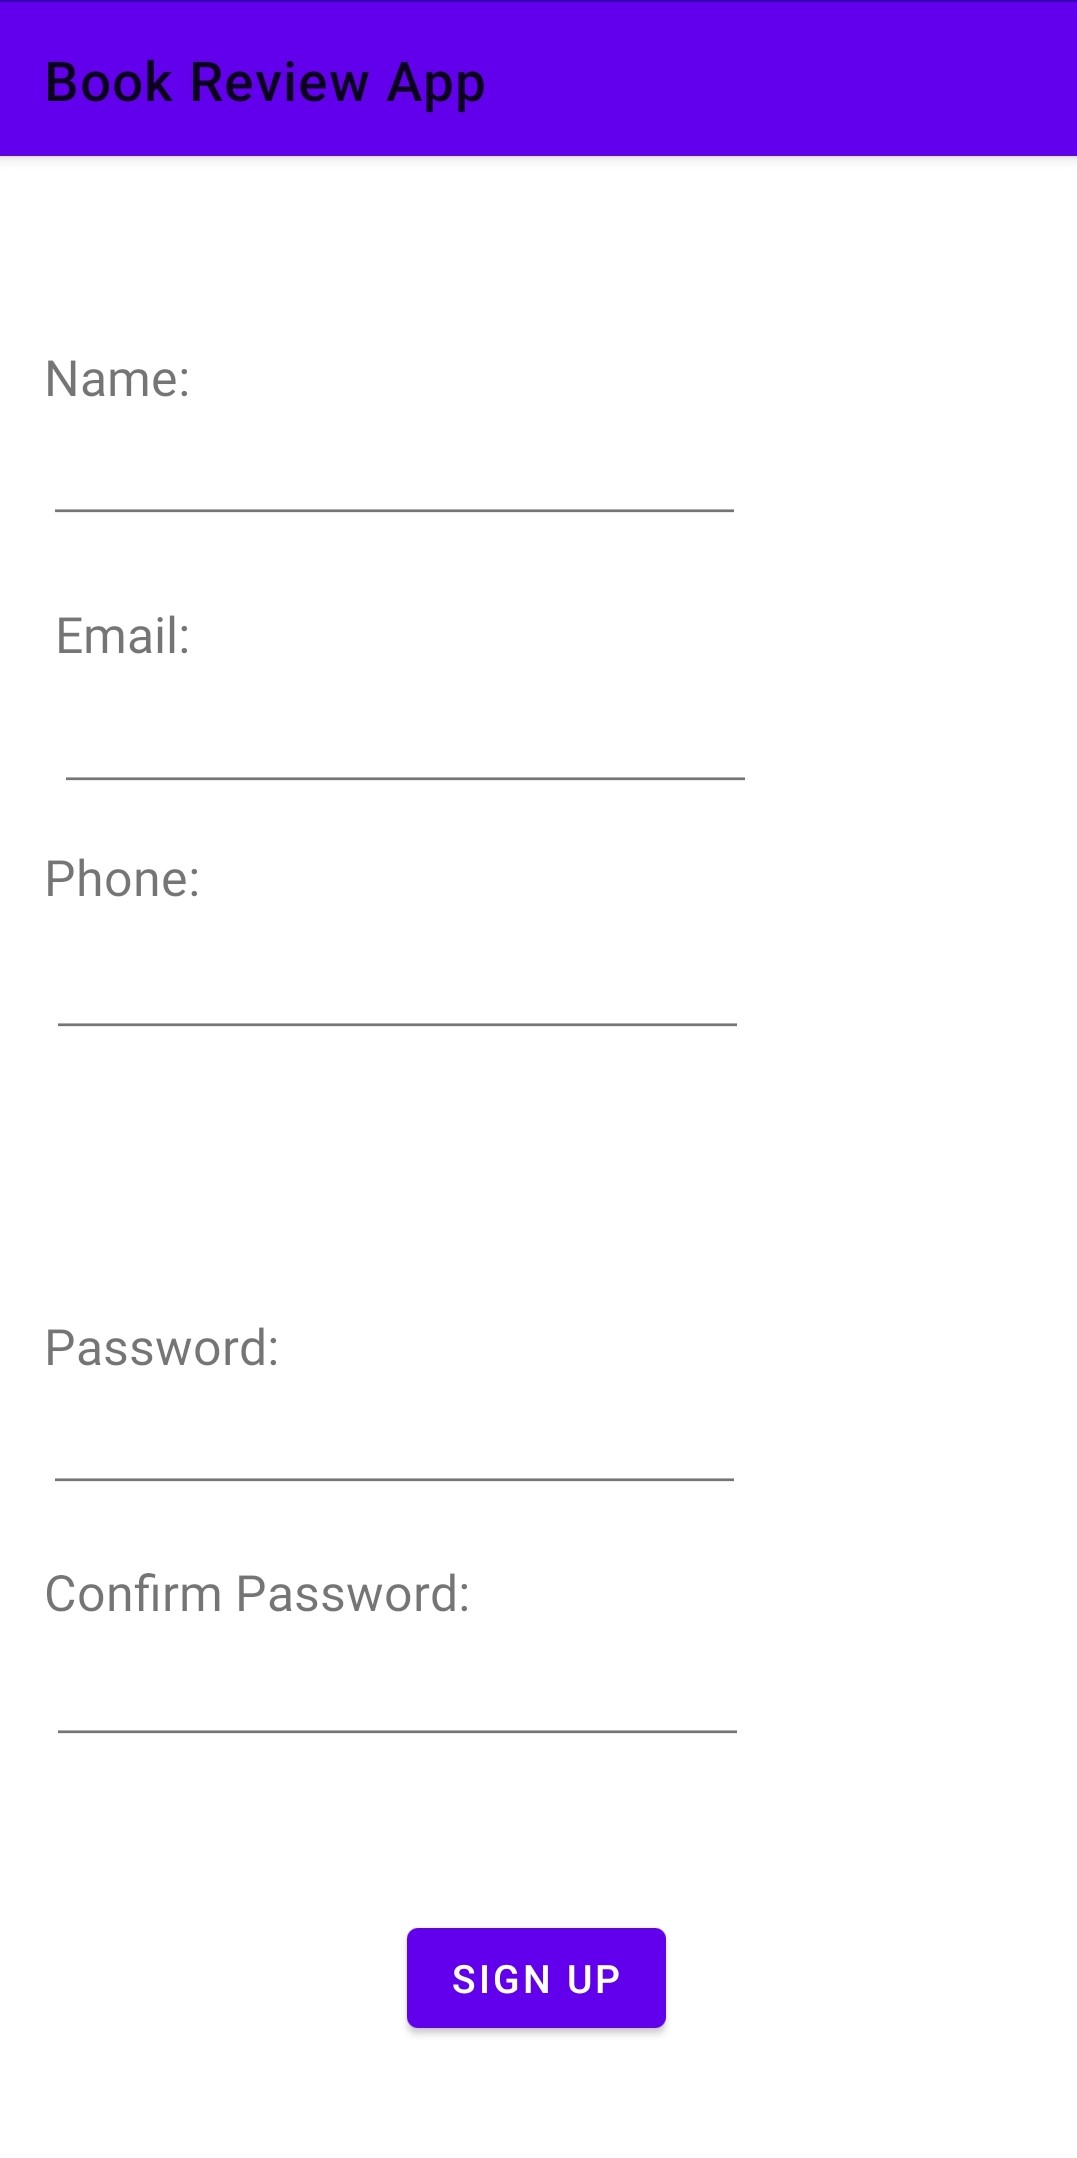 Book Review App
Name:
Email:
Phone:
Password:
Confirm Password:
SIGN UP